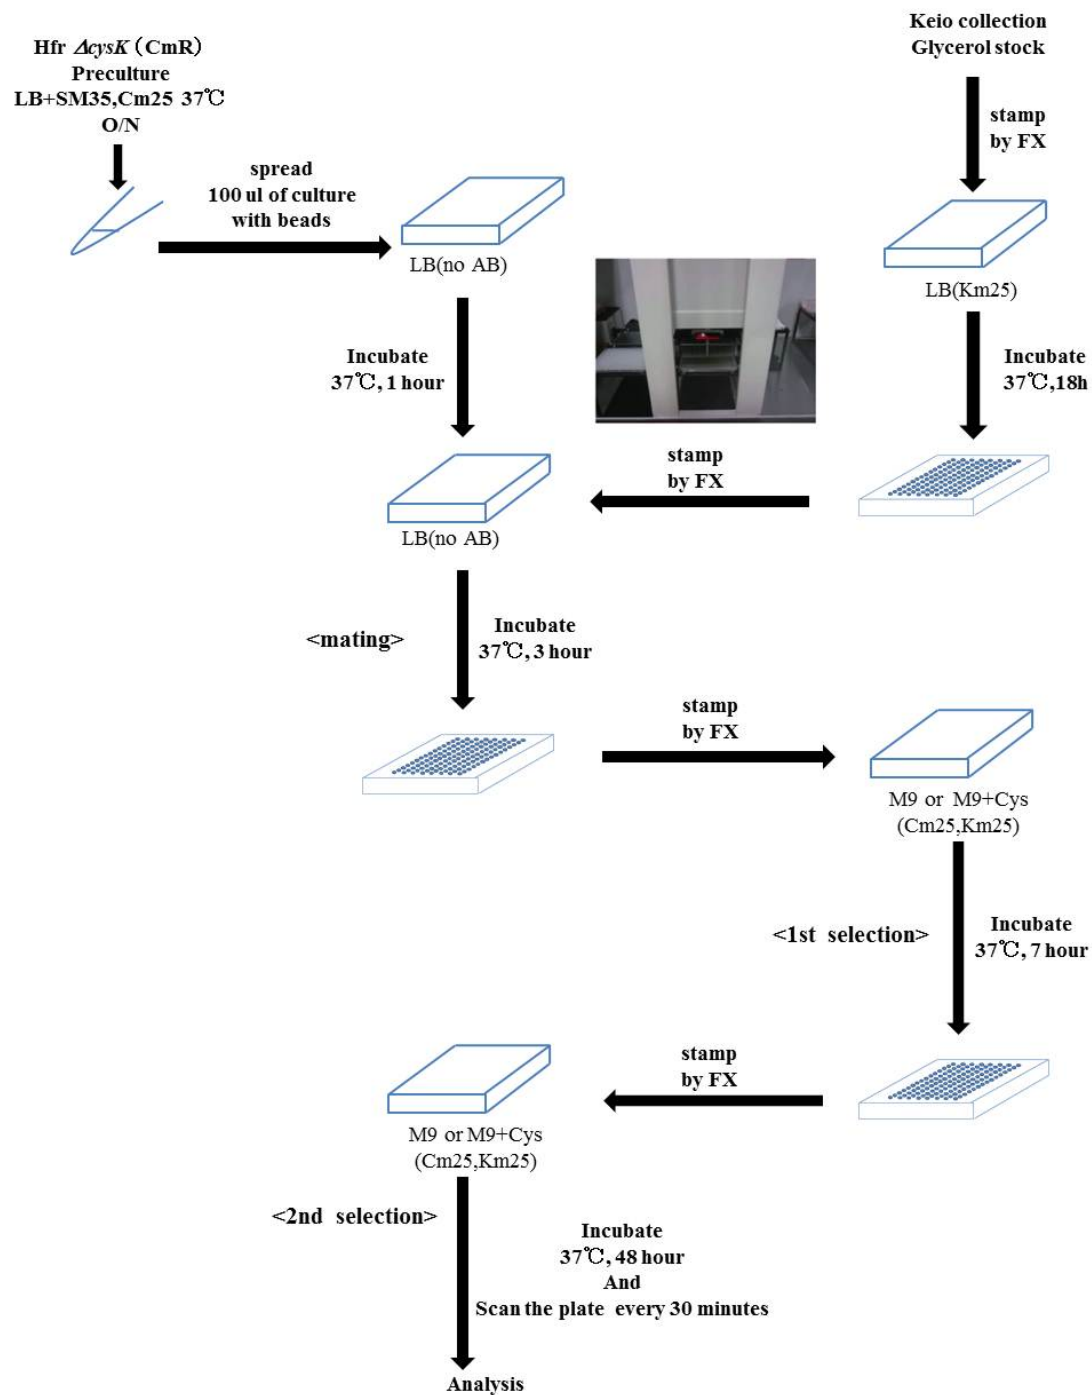 Hfr ΔcysK (CmR)
Preculture
LB+SM35,Cm25 37℃
O/N
spread
100 ul of culture
with beads
LB(no AB)
Keio collection
Glycerol stock
stamp
by FX
LB(Km25)
Incubate
37℃, 1 hour
Incubate
37℃,18h
stamp
by FX
LB(no AB)
<mating>
Incubate
37℃, 3 hour
stamp
by FX
M9 or M9+Cys
(Cm25,Km25)
<1st selection>
Incubate
37℃, 7 hour
stamp
by FX
M9 or M9+Cys
(Cm25,Km25)
<2nd selection>
Incubate
37℃, 48 hour
And
Scan the plate every 30 minutes
Analysis